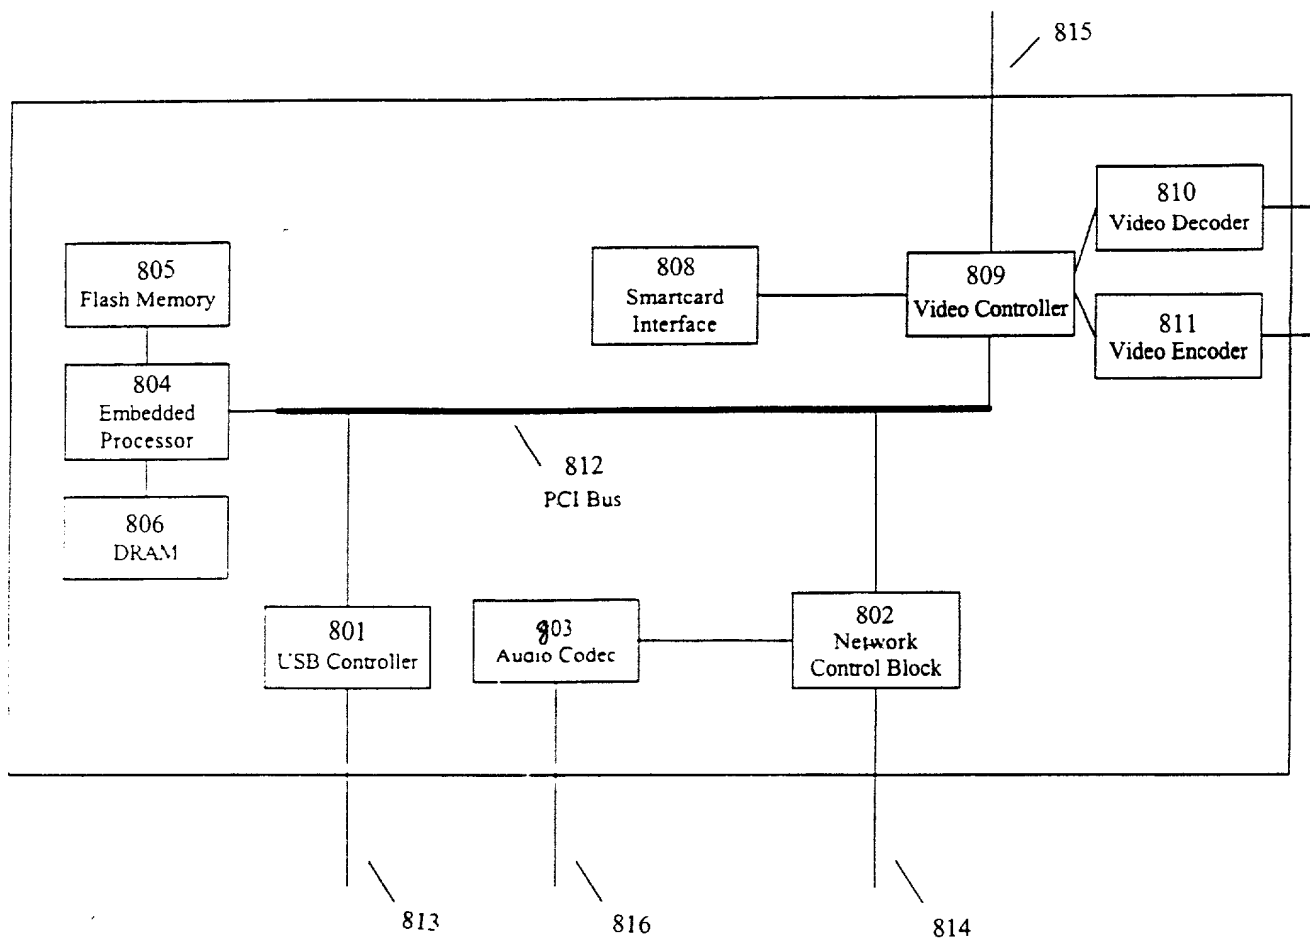 815
810
Video Decoder
805
Flash Memory
808
Smartcard
Interface
809
Video Controller
811
Video Encoder
804
Embedded
Processor
812
PCI Bus
806
DRAM
801
USB Controller
803
Audio Codec
802
Network
Control Block
813
816
814